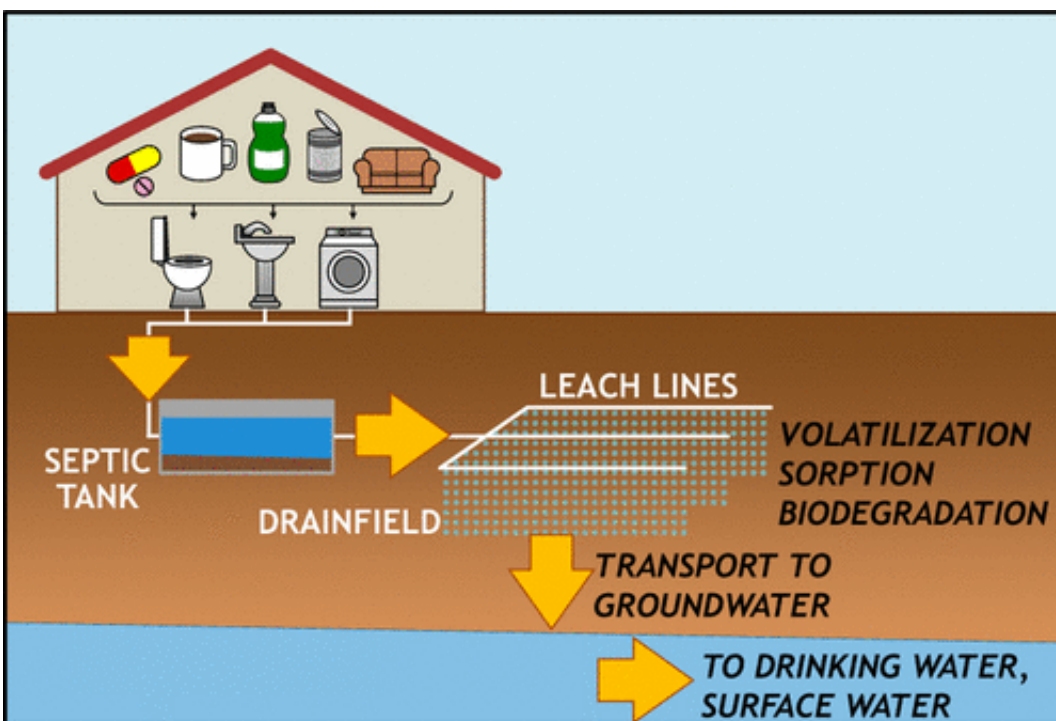 LEACH LINES
SEPTIC
TANK
DRAINFIELD
VOLATILIZATION
SORPTION
BIODEGRADATION
TRANSPORT TO
GROUNDWATER
TO DRINKING WATER,
SURFACE WATER